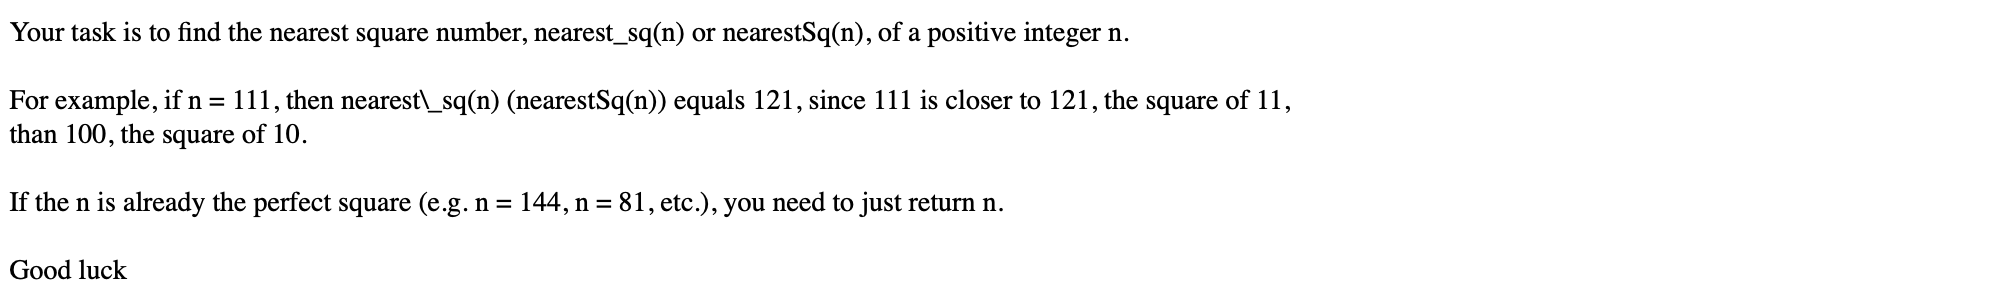 Your task is to find the nearest square number, nearest_sq(n) or nearestSq(n), of a positive integer n.
For example, if n = 111, then nearest\_sq(n) (nearestSq(n)) equals 121, since 111 is closer to 121, the square of 11,
than 100, the square of 10.
If the n is already the perfect square (e.g. n = 144, n = 81, etc.), you need to just return n.
Good luck